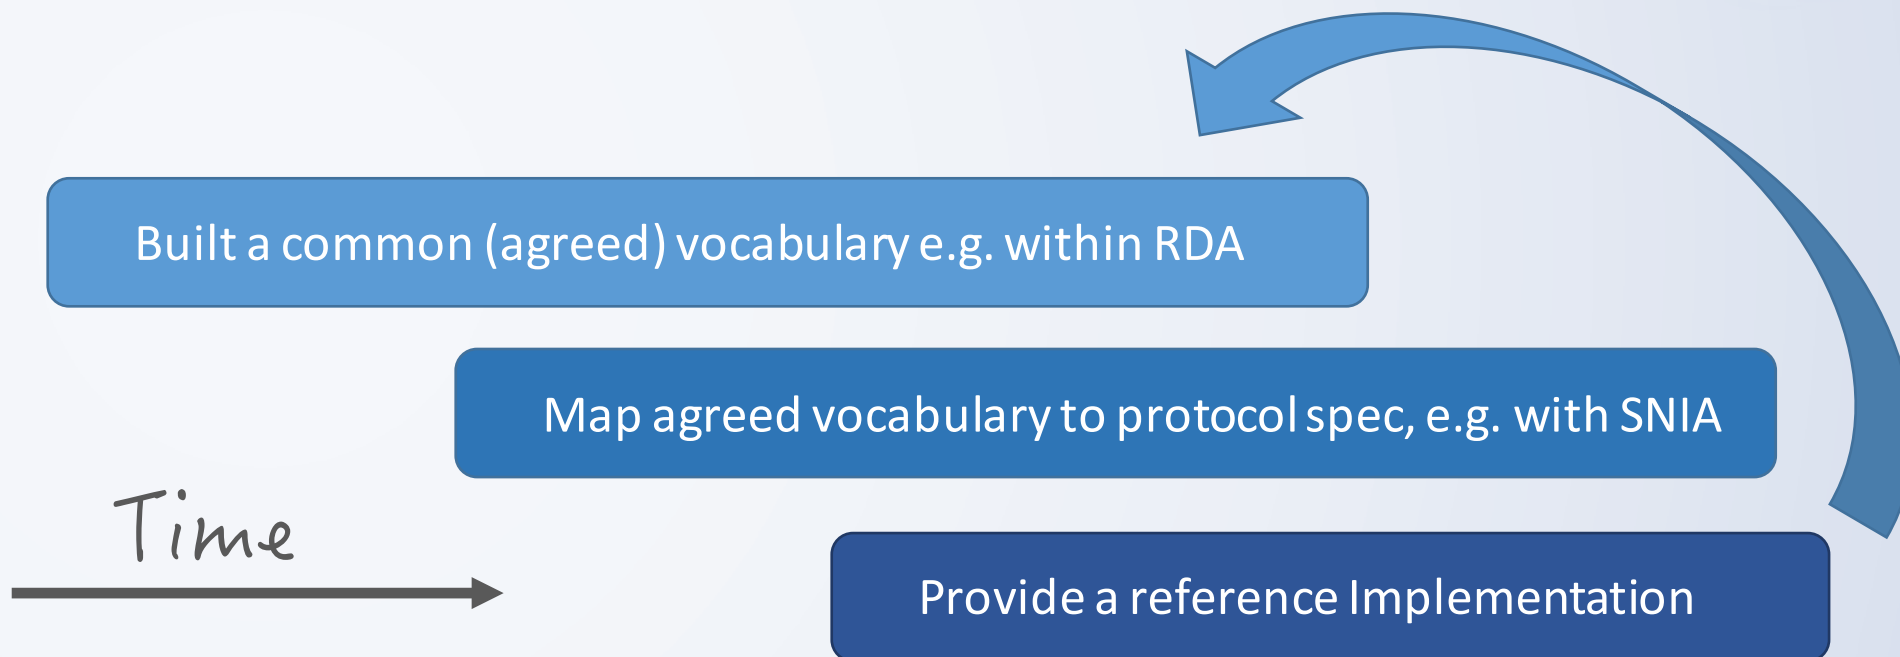 Built a common (agreed) vocabulary e.g. within RDA
Map agreed vocabulary to protocol spec, e.g. with SNIA
Time
Provide a reference Implementation